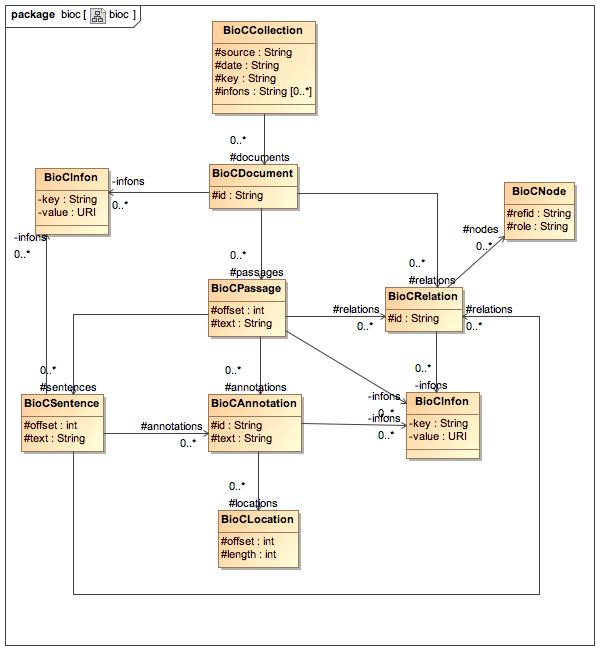 package bioc [ bioc ]
BioCCollection
#source : String
#date : String
#key : String
#infons : String [0..*]
0..*
#documents
BioCInfon
-key : String
-value : URI
-infons
0..*
BioCDocument
#id : String
BioCNode
#refid : String
#role : String
#nodes
0..*
-infons
0..*
0..*
#passages
0..*
#relations
BioCPassage
#offset : int
#text : String
#relations
0..*
BioCRelation
#id : String
#relations
0..*
0..*
#sentences
0..*
#annotations
0..*
-infons
-infons
0..*
BioCSentence
#offset : int
#text : String
#annotations
0..*
BioCAnnotation
#id : String
#text : String
-infons
0..*
BioCInfon
-key : String
-value : URI
0..*
#locations
BioCLocation
#offset : int
#length : int